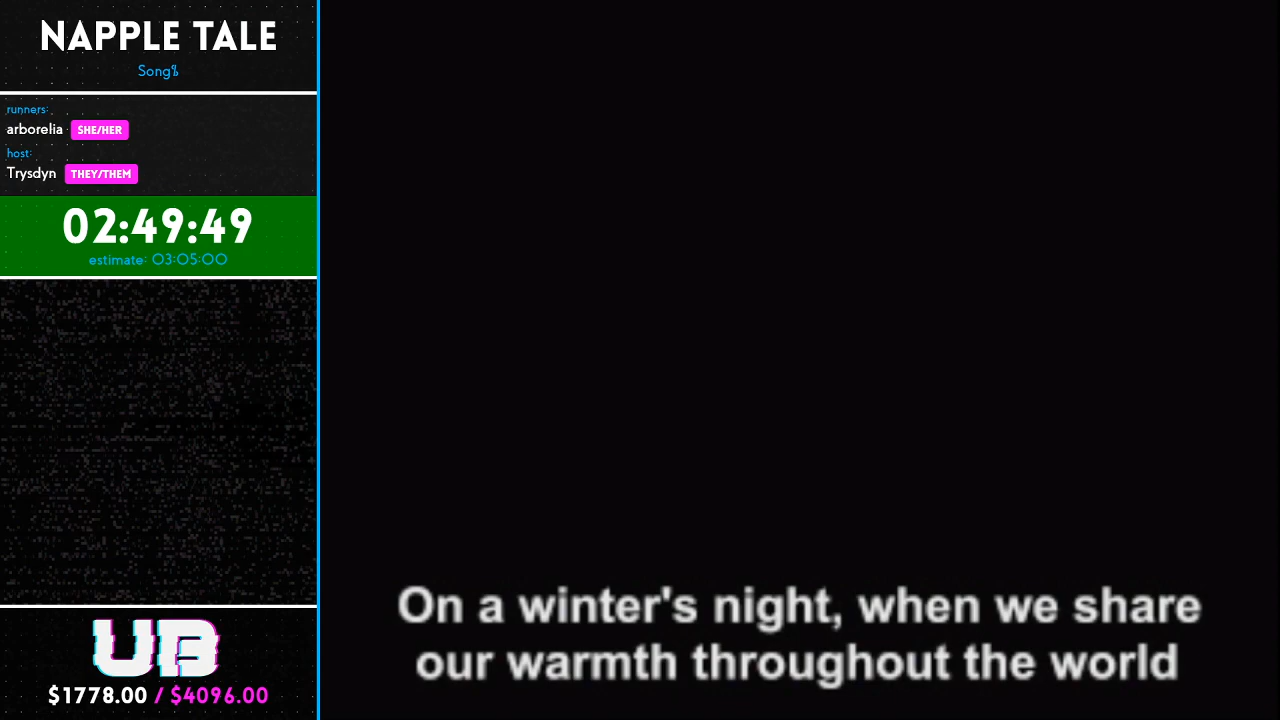 NAPPLE TALE
Song%
runners:
arborelia SHE/HER
host:
Trysdyn THEY/THEM
02:49:49
estimate: 03:05:00
UB
$1778.00 / $4096.00
On a winter's night, when we share
our warmth throughout the world